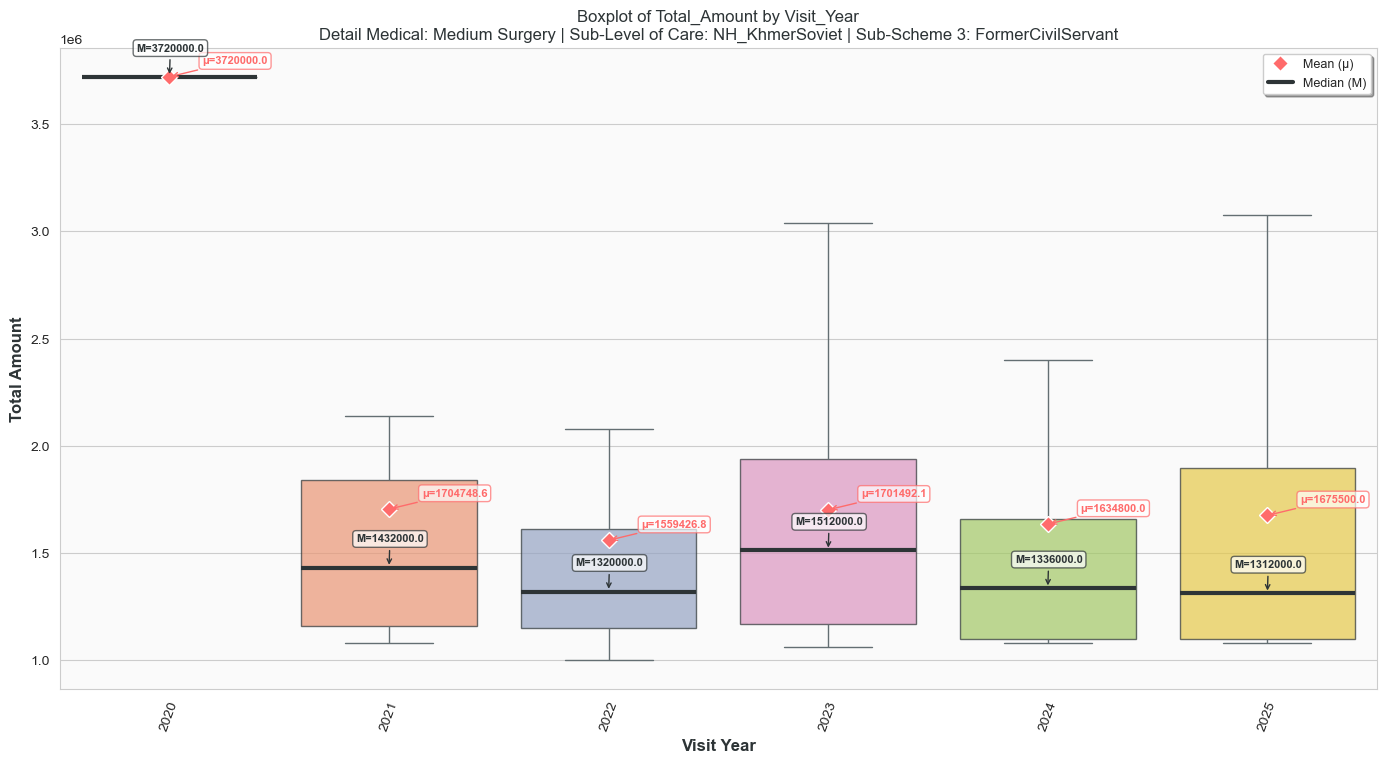 Boxplot of Total_Amount by Visit_Year
Detail Medical: Medium Surgery | Sub-Level of Care: NH_KhmerSoviet | Sub-Scheme 3: FormerCivilServant
1e6
M=3720000.0
μ=3720000.0
Mean (μ)
Median (M)
3.5
3.0
2.5
2.0
1.5
1.0
Total Amount
μ=1704748.6
M=1432000.0
μ=1559426.8
M=1320000.0
μ=1701492.1
M=1512000.0
μ=1634800.0
M=1336000.0
μ=1675500.0
M=1312000.0
2020
2021
2022
2023
2024
2025
Visit Year